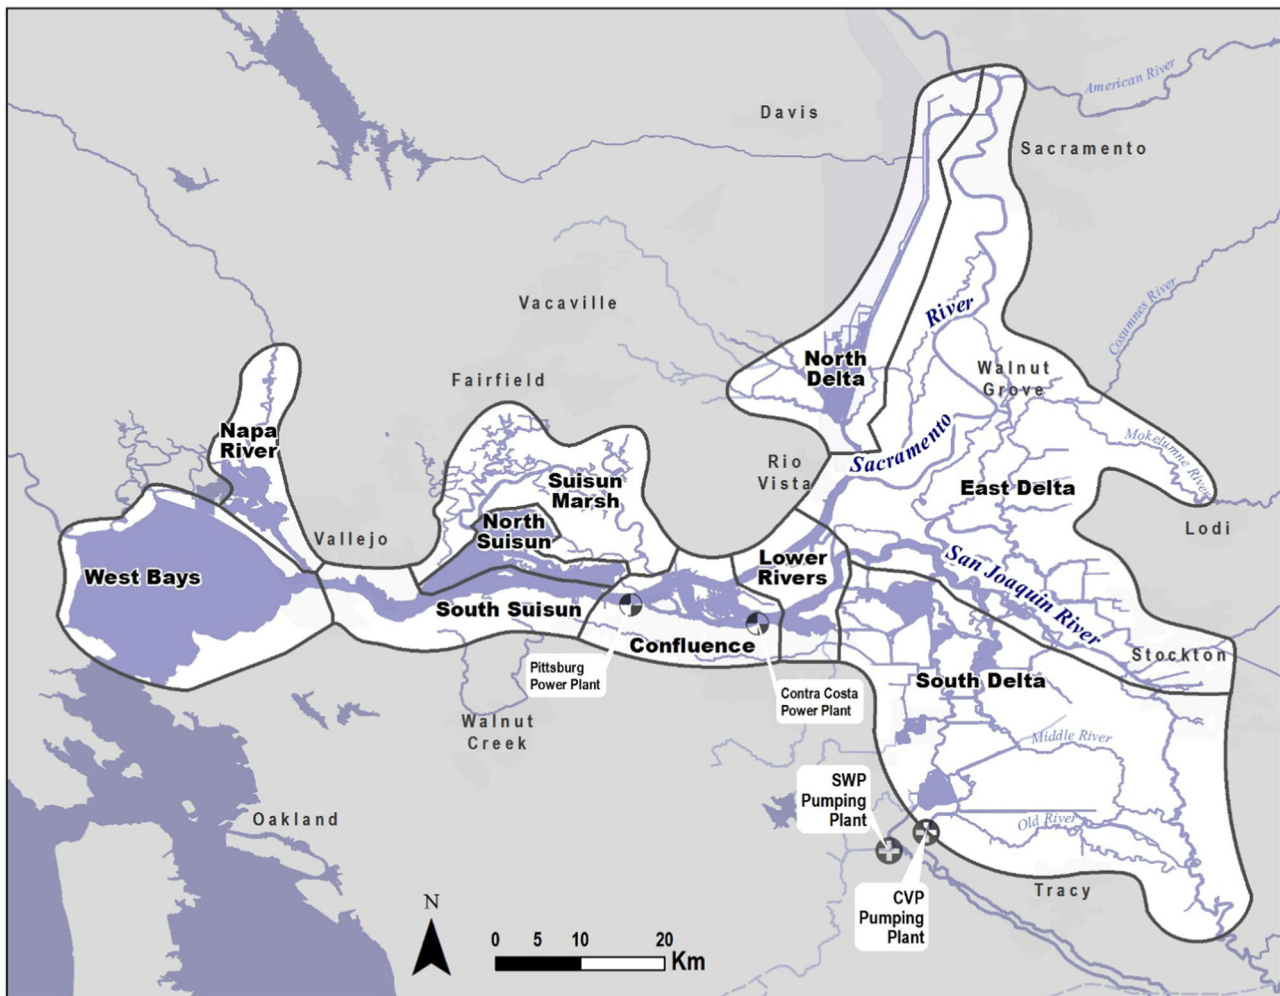 American River
Davis
Sacramento
Vacaville
River
Cosumnes River
North
Delta
Walnut
Grove
Fairfield
Napa
River
Sacramento
Mokelumne River
Rio
Vista
Suisun
Marsh
East Delta
Lodi
North
Suisun
Vallejo
Lower
Rivers
San Joaquin River
West Bays
South Suisun
Confluence
Stockton
Pittsburg
Power Plant
South Delta
Contra Costa
Power Plant
Walnut
Creek
Middle River
SWP
Pumping
Plant
Oakland
Old River
Tracy
CVP
Pumping
Plant
N
0 5 10 20
Km